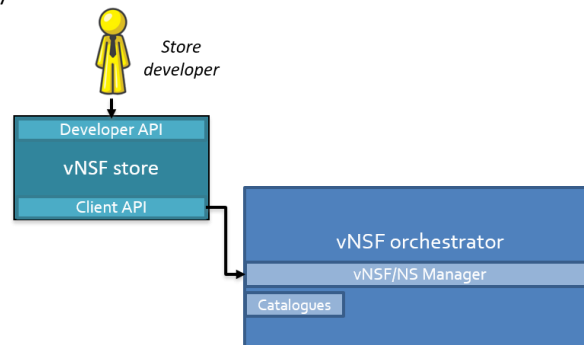 Store
developer
Developer API
vNSF store
Client API
vNSF orchestrator
vNSF/NS Manager
Catalogues